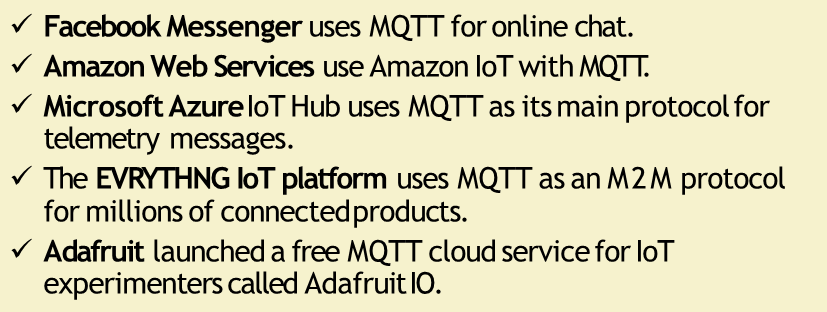 ✓ Facebook Messenger uses MQTT for online chat.
✓ Amazon Web Services use Amazon IoT with MQTT.
✓ Microsoft Azure IoT Hub uses MQTT as its main protocol for
telemetry messages.
✓ The EVRYTHNG IoT platform uses MQTT as an M2M protocol
for millions of connected products.
✓ Adafruit launched a free MQTT cloud service for IoT
experimenters called Adafruit IO.